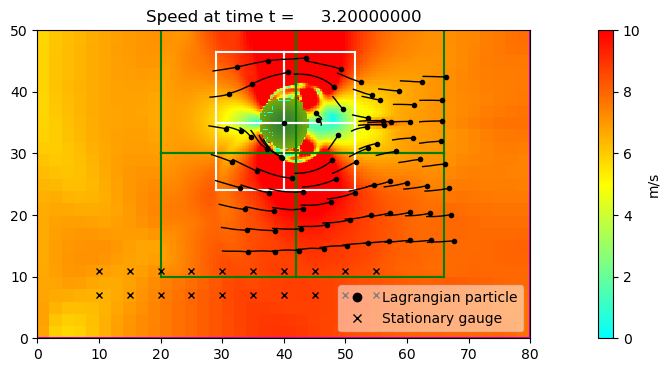 Speed at time t = 3.20000000
50
40
30
20
10
0
0 10 20 30 40 50 60 70 80
Lagrangian particle
Stationary gauge
10
8
6
4
2
0
m/s